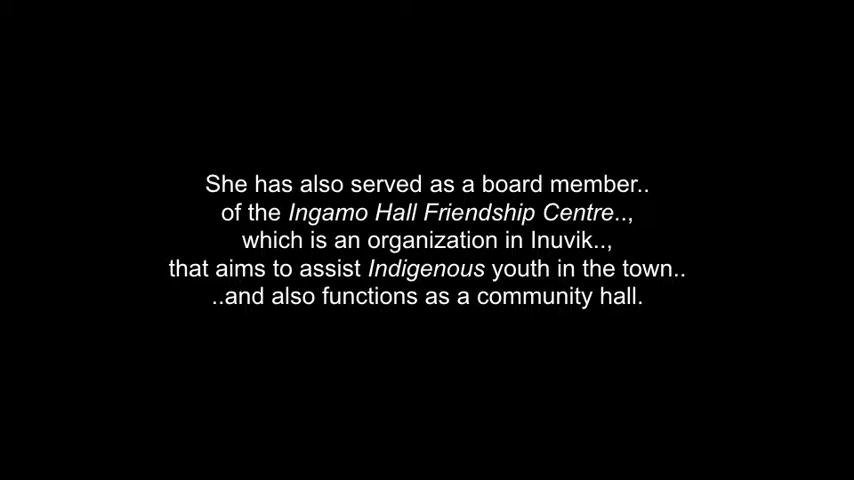 She has also served as a board member..
of the Ingamo Hall Friendship Centre..,
which is an organization in Inuvik..,
that aims to assist Indigenous youth in the town..
..and also functions as a community hall.